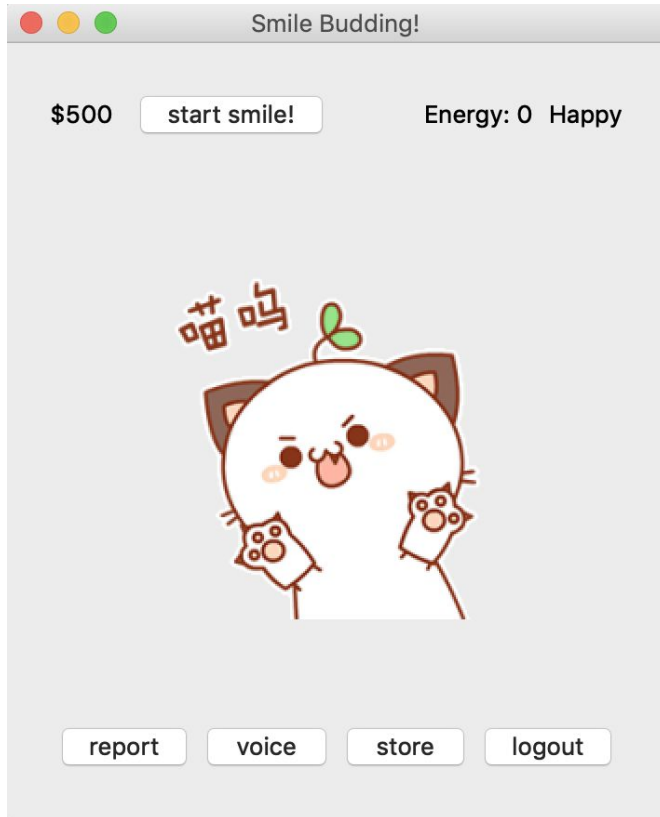 Smile Budding!
$500 start smile! Energy: 0 Happy
喵呜
report voice store logout